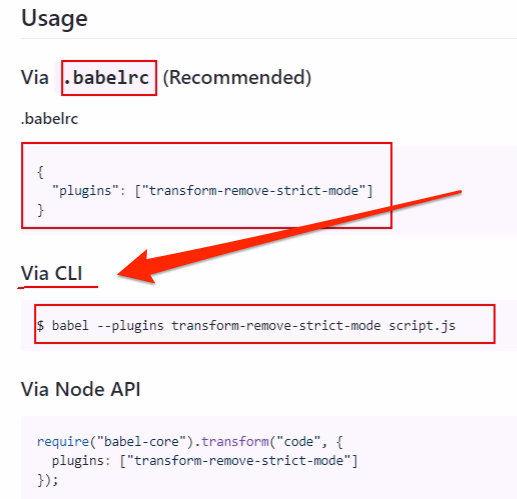 Usage
Via .babelrc (Recommended)
.babelrc
{
"plugins": ["transform-remove-strict-mode"]
}
Via CLI
$ babel --plugins transform-remove-strict-mode script.js
Via Node API
require("babel-core").transform("code", {
plugins: ["transform-remove-strict-mode"]
});